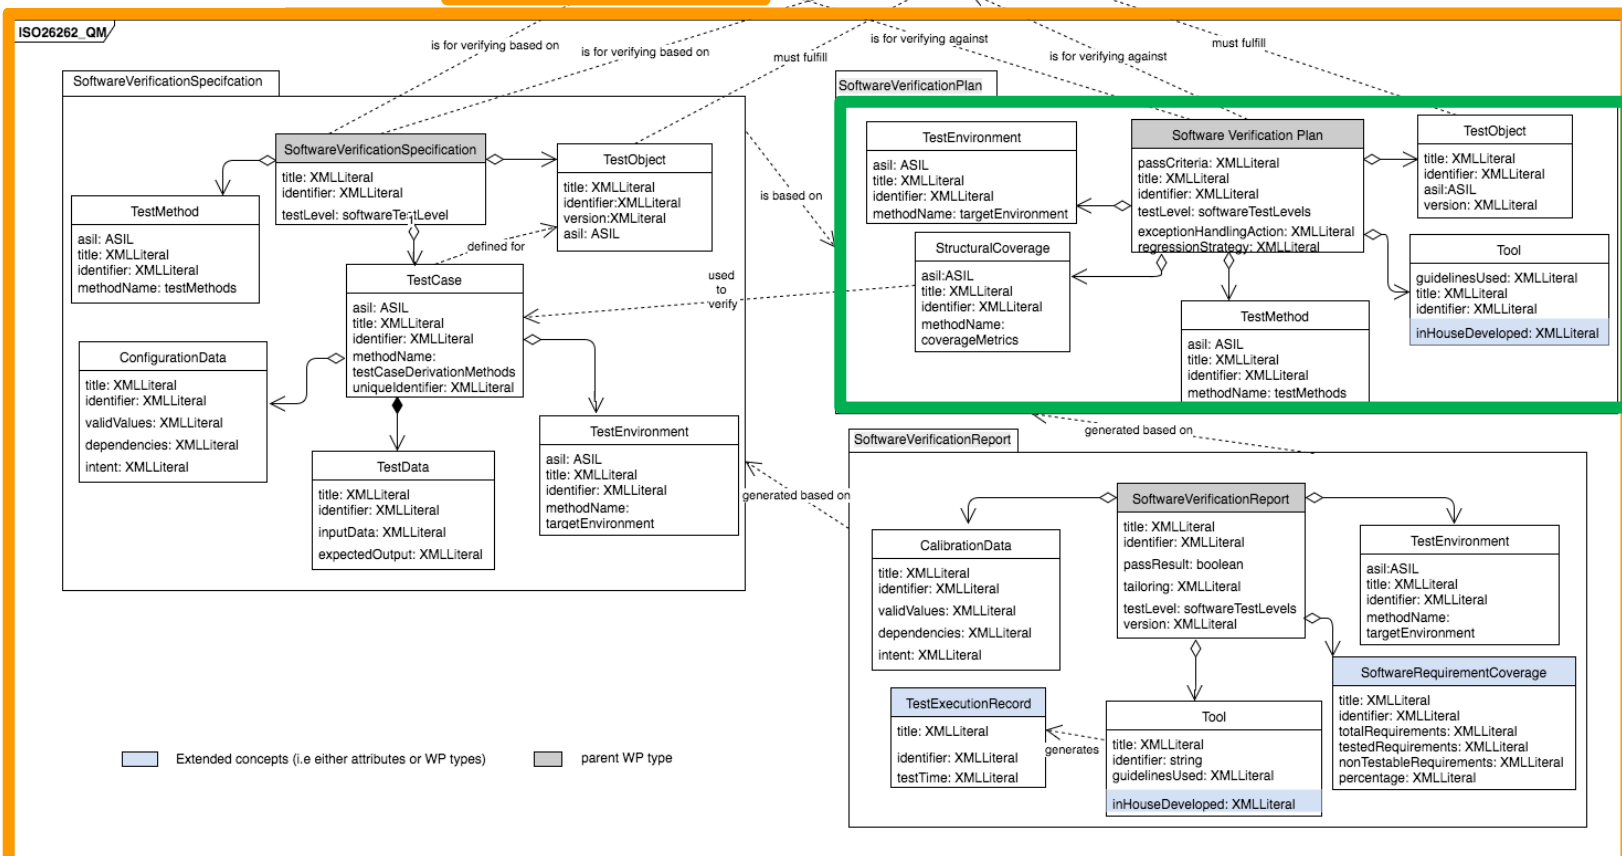 ISO26262_QM
is for verifying based on
is for verifying based on
must fulfill
is for verifying against
is for verifying against
must fulfill
SoftwareVerificationSpecifcation
SoftwareVerificationSpecification
title: XMLLiteral
identifier: XMLLiteral
testLevel: softwareTestLevel
TestObject
title: XMLLiteral
identifier:XMLLiteral
version:XMLiteral
asil: ASIL
TestMethod
asil: ASIL
title: XMLLiteral
identifier: XMLLiteral
methodName: testMethods
defined for
TestCase
asil: ASIL
title: XMLLiteral
identifier: XMLLiteral
methodName:
testCaseDerivationMethods
uniqueIdentifier: XMLLiteral
ConfigurationData
title: XMLLiteral
identifier: XMLLiteral
validValues: XMLLiteral
dependencies: XMLLiteral
intent: XMLLiteral
TestData
title: XMLLiteral
identifier: XMLLiteral
inputData: XMLLiteral
expectedOutput: XMLLiteral
TestEnvironment
asil: ASIL
title: XMLLiteral
identifier: XMLLiteral
methodName:
targetEnvironment
is based on
used
to
verify
generated based on
SoftwareVerificationPlan
TestEnvironment
asil: ASIL
title: XMLLiteral
identifier: XMLLiteral
methodName: targetEnvironment
Software Verification Plan
passCriteria: XMLLiteral
title: XMLLiteral
identifier: XMLLiteral
testLevel: softwareTestLevels
exceptionHandlingAction: XMLLiteral
regressionStrategy: XMLLiteral
TestObject
title: XMLLiteral
identifier: XMLLiteral
asil:ASIL
version: XMLLiteral
StructuralCoverage
asil:ASIL
title: XMLLiteral
identifier: XMLLiteral
methodName:
coverageMetrics
Tool
guidelinesUsed: XMLLiteral
title: XMLLiteral
identifier: XMLLiteral
inHouseDeveloped: XMLLiteral
TestMethod
asil: ASIL
title: XMLLiteral
identifier: XMLLiteral
methodName: testMethods
generated based on
SoftwareVerificationReport
SoftwareVerificationReport
title: XMLLiteral
identifier: XMLLiteral
passResult: boolean
tailoring: XMLLiteral
testLevel: softwareTestLevels
version: XMLLiteral
CalibrationData
title: XMLLiteral
identifier: XMLLiteral
validValues: XMLLiteral
dependencies: XMLLiteral
intent: XMLLiteral
TestEnvironment
asil:ASIL
title: XMLLiteral
identifier: XMLLiteral
methodName:
targetEnvironment
TestExecutionRecord
title: XMLLiteral
identifier: XMLLiteral
testTime: XMLLiteral
generates
Tool
title: XMLLiteral
identifier: string
guidelinesUsed: XMLLiteral
inHouseDeveloped: XMLLiteral
SoftwareRequirementCoverage
title: XMLLiteral
identifier: XMLLiteral
totalRequirements: XMLLiteral
testedRequirements: XMLLiteral
nonTestableRequirements: XMLLiteral
percentage: XMLLiteral
Extended concepts (i.e either attributes or WP types)
parent WP type